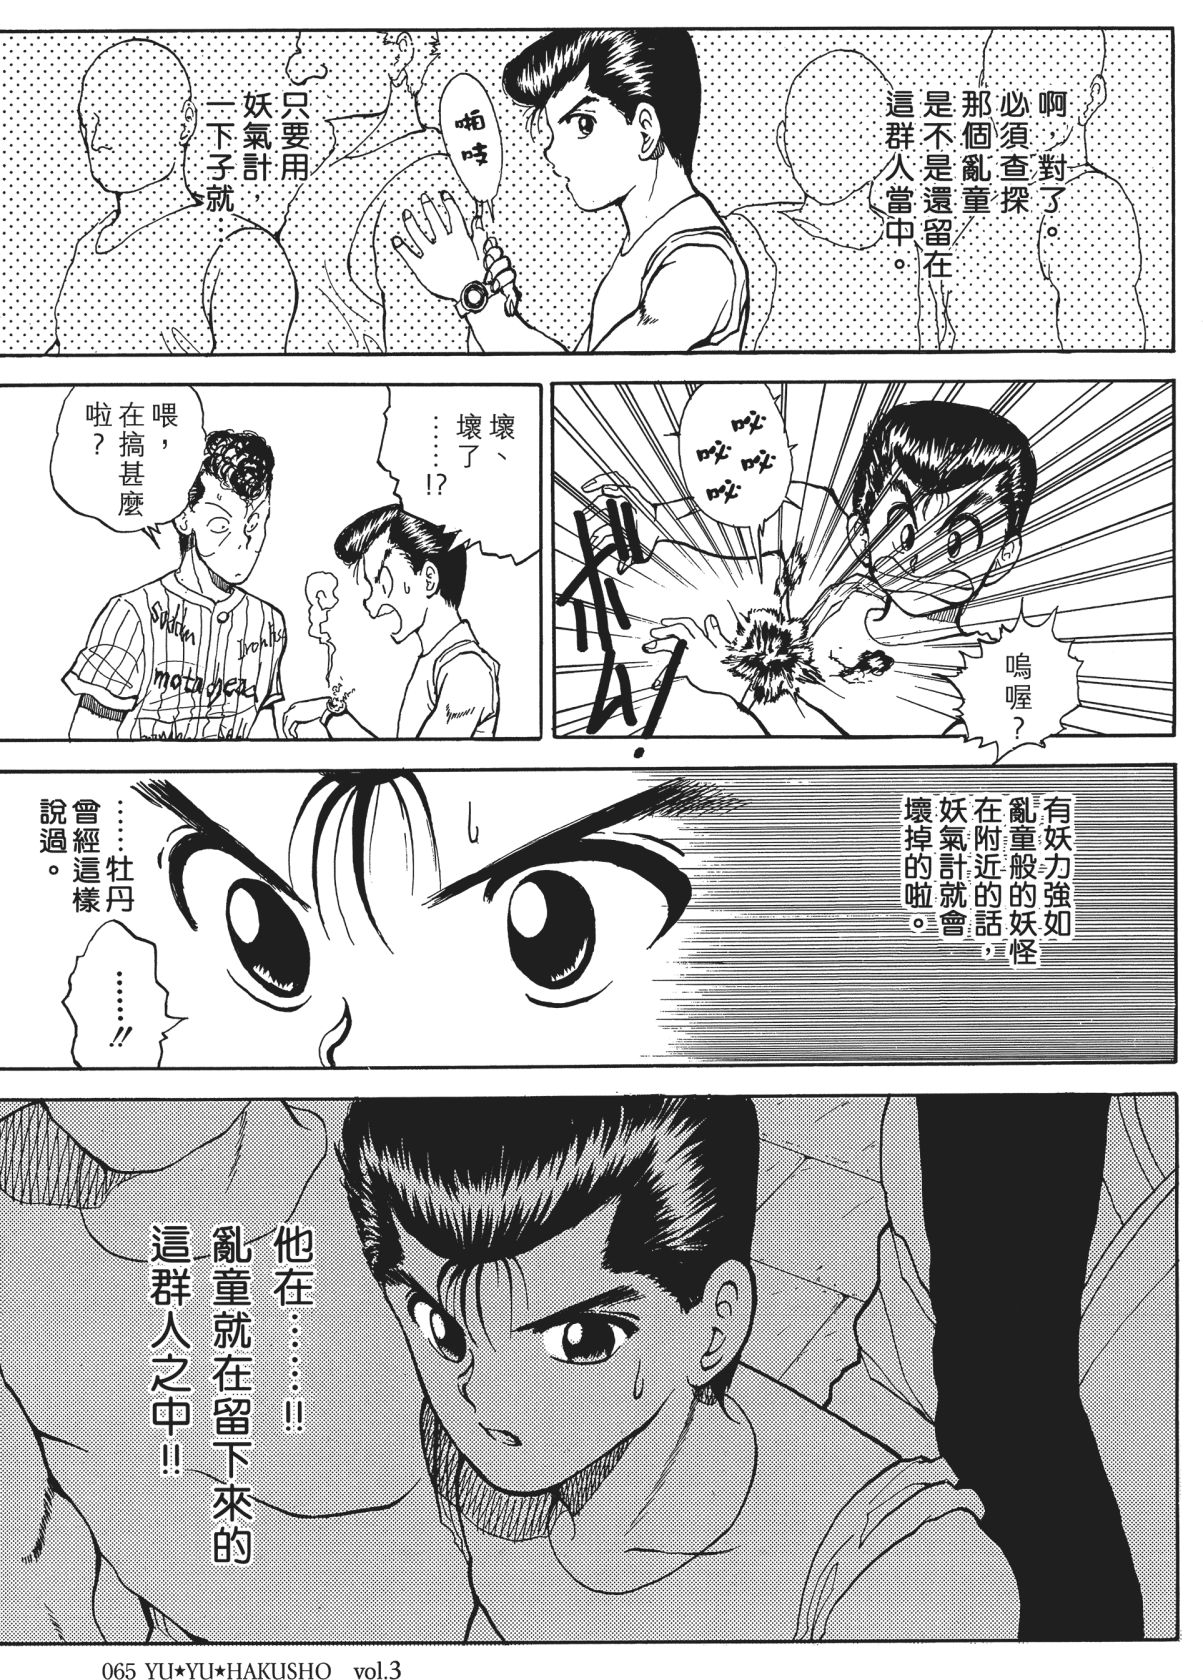 啊，對了。
必須查探
那個亂童
是不是還留在
這群人當中。
啪吱
只要用
妖氣計，
一下子就⋯
嗚喔？
嗶嗶
嗶嗶
壞、
壞了
⋯⋯!?
喂，
在搞甚麼
啦？
有妖力強如
亂童般的妖怪
在附近的話，
妖氣計就會
壞掉的啦。
⋯⋯牡丹
曾經這樣
說過。
⋯⋯!!
他在⋯⋯!!
亂童就在留下來的
這群人之中!!
065 YU★YU★HAKUSHO vol.3